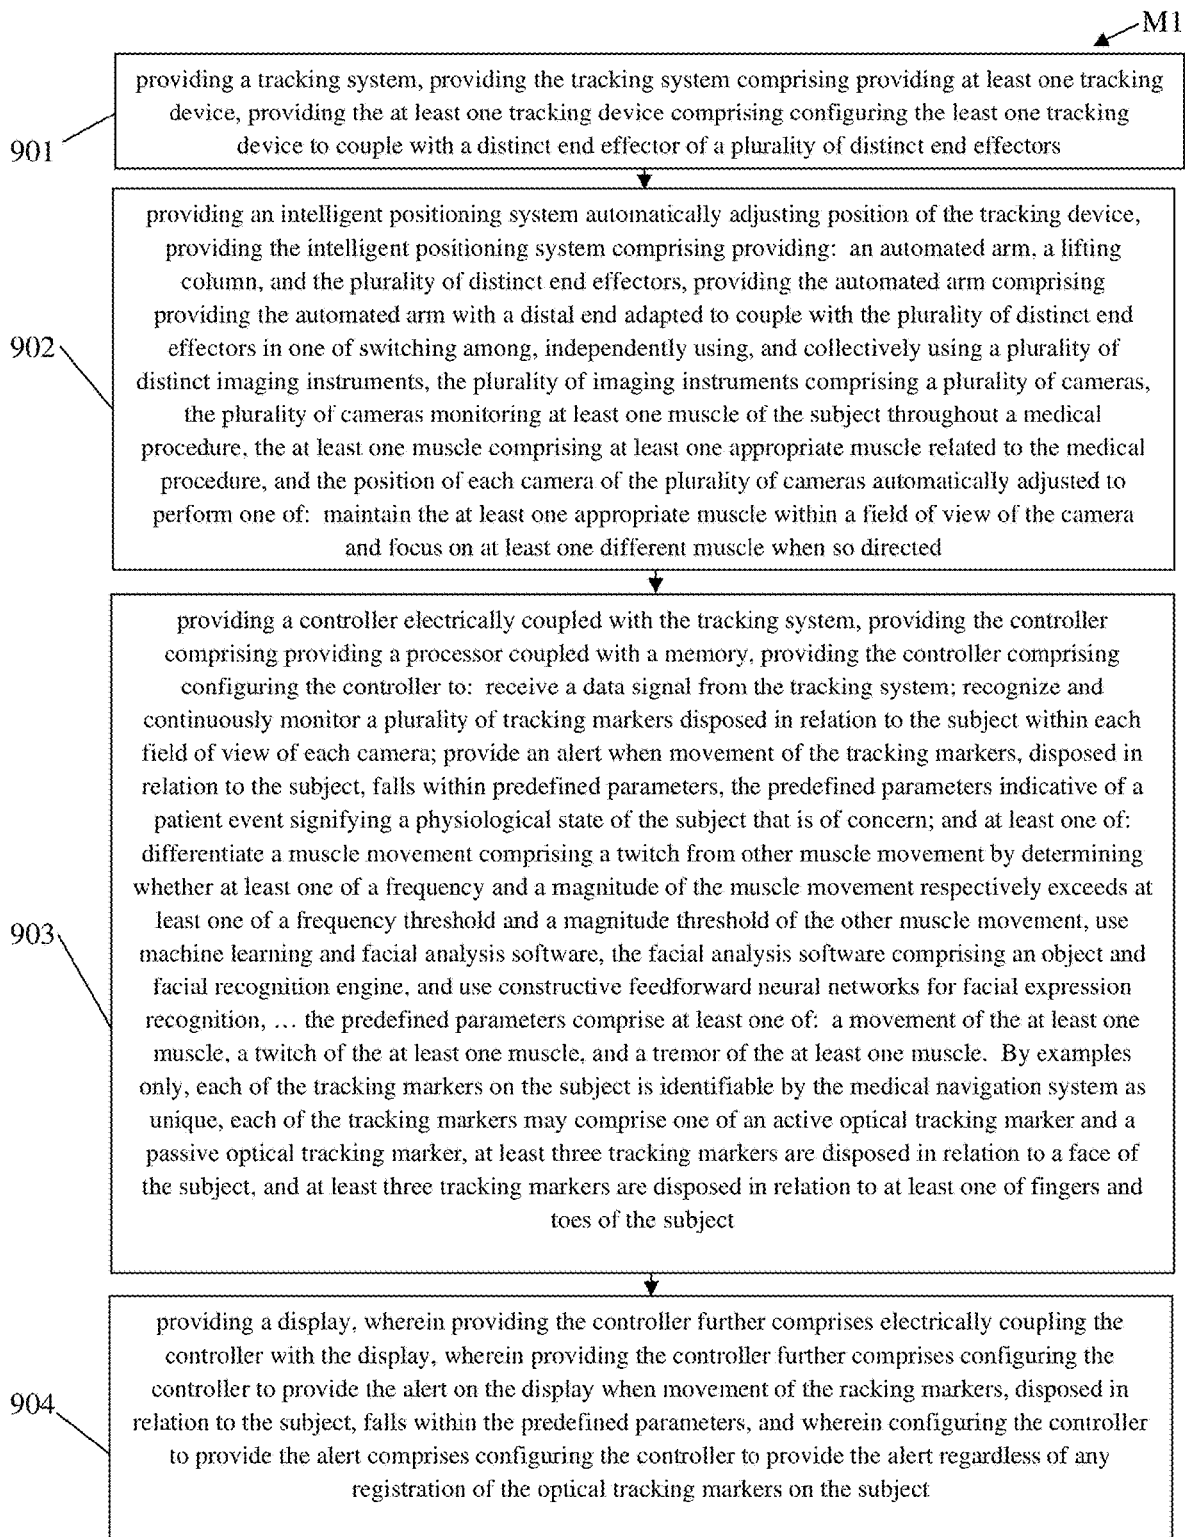 M1
providing a tracking system, providing the tracking system comprising providing at least one tracking
device, providing the at least one tracking device comprising configuring the least one tracking
device to couple with a distinct end effector of a plurality of distinct end effectors
901
providing an intelligent positioning system automatically adjusting position of the tracking device,
providing the intelligent positioning system comprising providing: an automated arm, a lifting
column, and the plurality of distinct end effectors, providing the automated arm comprising
providing the automated arm with a distal end adapted to couple with the plurality of distinct end
effectors in one of switching among, independently using, and collectively using a plurality of
distinct imaging instruments, the plurality of imaging instruments comprising a plurality of cameras,
the plurality of cameras monitoring at least one muscle of the subject throughout a medical
procedure, the at least one muscle comprising at least one appropriate muscle related to the medical
procedure, and the position of each camera of the plurality of cameras automatically adjusted to
perform one of: maintain the at least one appropriate muscle within a field of view of the camera
and focus on at least one different muscle when so directed
902
providing a controller electrically coupled with the tracking system, providing the controller
comprising providing a processor coupled with a memory, providing the controller comprising
configuring the controller to: receive a data signal from the tracking system; recognize and
continuously monitor a plurality of tracking markers disposed in relation to the subject within each
field of view of each camera; provide an alert when movement of the tracking markers, disposed in
relation to the subject, falls within predefined parameters, the predefined parameters indicative of a
patient event signifying a physiological state of the subject that is of concern; and at least one of:
differentiate a muscle movement comprising a twitch from other muscle movement by determining
whether at least one of a frequency and a magnitude of the muscle movement respectively exceeds at
least one of a frequency threshold and a magnitude threshold of the other muscle movement, use
machine learning and facial analysis software, the facial analysis software comprising an object and
facial recognition engine, and use constructive feedforward neural networks for facial expression
recognition, … the predefined parameters comprise at least one of: a movement of the at least one
muscle, a twitch of the at least one muscle, and a tremor of the at least one muscle. By examples
only, each of the tracking markers on the subject is identifiable by the medical navigation system as
unique, each of the tracking markers may comprise one of an active optical tracking marker and a
passive optical tracking marker, at least three tracking markers are disposed in relation to a face of
the subject, and at least three tracking markers are disposed in relation to at least one of fingers and
toes of the subject
903
providing a display, wherein providing the controller further comprises electrically coupling the
controller with the display, wherein providing the controller further comprises configuring the
controller to provide the alert on the display when movement of the racking markers, disposed in
relation to the subject, falls within the predefined parameters, and wherein configuring the controller
to provide the alert comprises configuring the controller to provide the alert regardless of any
registration of the optical tracking markers on the subject
904